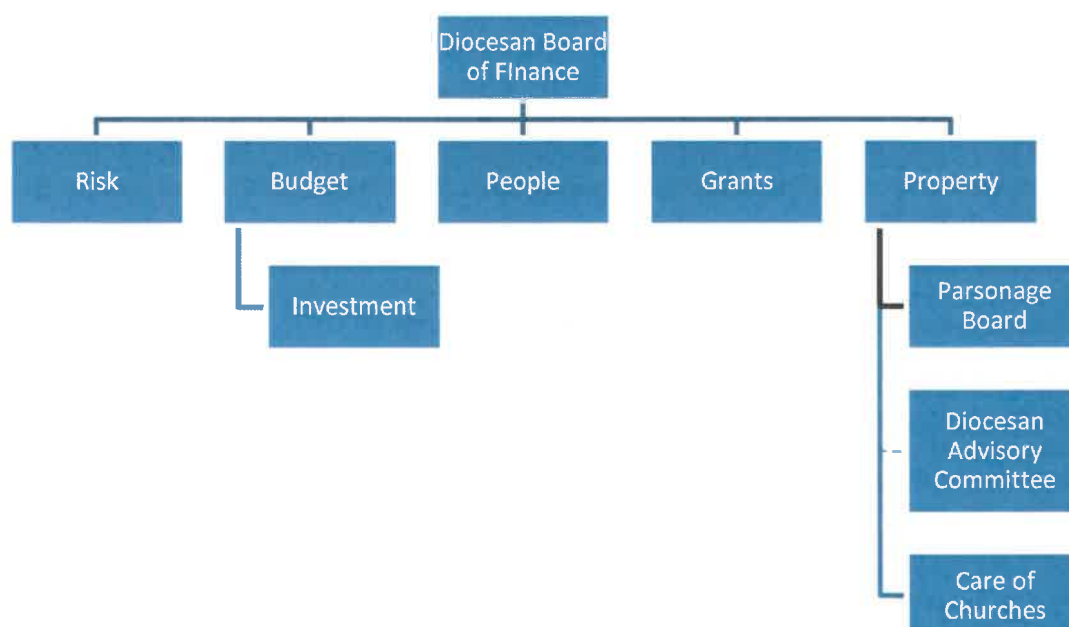 Diocesan Board
of FInance
Risk
Budget
People
Grants
Property
Investment
Parsonage
Board
Diocesan
Advisory
Committee
Care of
Churches